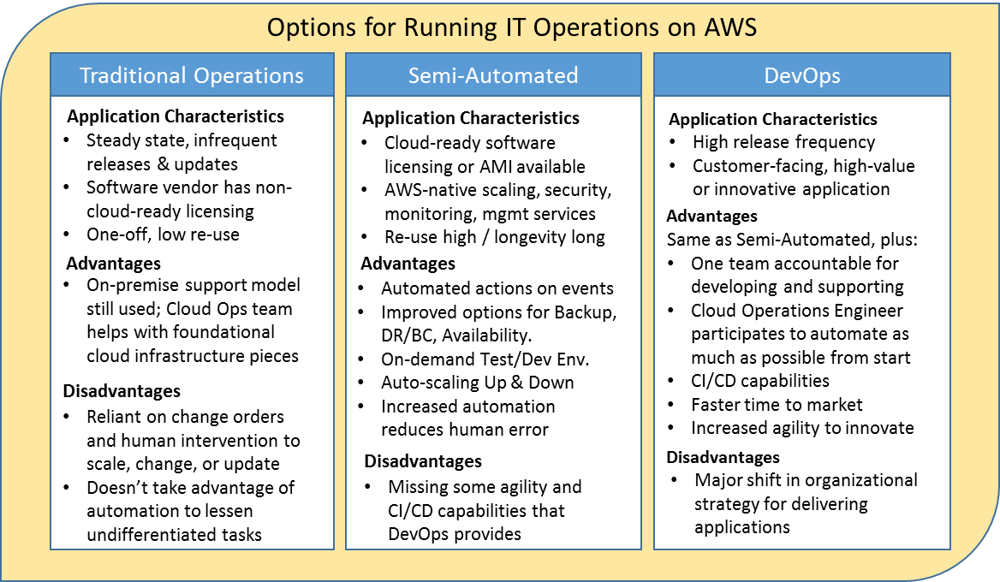 Options for Running IT Operations on AWS
Traditional Operations
Application Characteristics
• Steady state, infrequent
releases & updates
• Software vendor has non-
cloud-ready licensing
• One-off, low re-use
Advantages
• On-premise support model
still used; Cloud Ops team
helps with foundational
cloud infrastructure pieces
Disadvantages
• Reliant on change orders
and human intervention to
scale, change, or update
• Doesn’t take advantage of
automation to lessen
undifferentiated tasks
Semi-Automated
Application Characteristics
• Cloud-ready software
licensing or AMI available
• AWS-native scaling, security,
monitoring, mgmt services
• Re-use high / longevity long
Advantages
• Automated actions on events
• Improved options for Backup,
DR/BC, Availability.
• On-demand Test/Dev Env.
• Auto-scaling Up & Down
• Increased automation
reduces human error
Disadvantages
• Missing some agility and
CI/CD capabilities that
DevOps provides
DevOps
Application Characteristics
• High release frequency
• Customer-facing, high-value
or innovative application
Advantages
Same as Semi-Automated, plus:
• One team accountable for
developing and supporting
• Cloud Operations Engineer
participates to automate as
much as possible from start
• CI/CD capabilities
• Faster time to market
• Increased agility to innovate
Disadvantages
• Major shift in organizational
strategy for delivering
applications